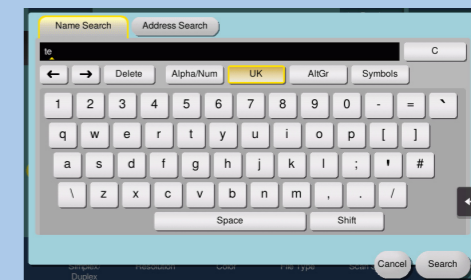 Name Search Address Search
te C
← → Delete Alpha/Num UK AltGr Symbols
1 2 3 4 5 6 7 8 9 0 - = `
q w e r t y u i o p [ ]
a s d f g h j k l ; ' #
\ z x c v b n m , . /
Space Shift
Simplex/ Resolution Color File Type Scan
Duplex
Cancel Search